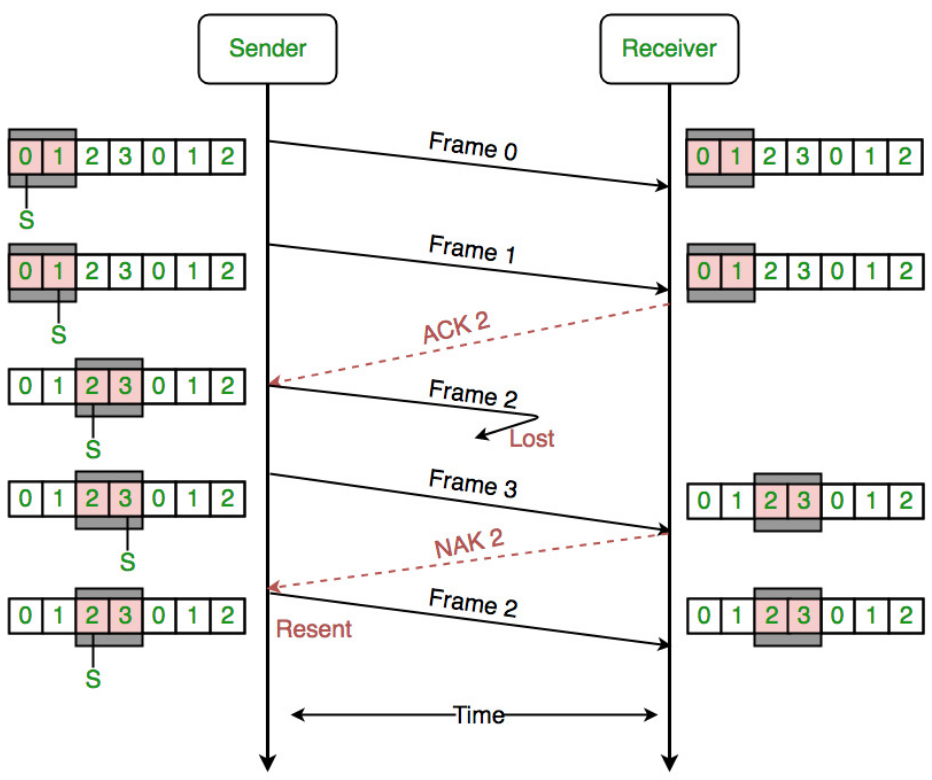 Sender Receiver
Frame 0
0 1 2 3 0 1 2 0 1 2 3 0 1 2
S
Frame 1
0 1 2 3 0 1 2 0 1 2 3 0 1 2
S
ACK 2
0 1 2 3 0 1 2
Frame 2
S
Lost
Frame 3
0 1 2 3 0 1 2 0 1 2 3 0 1 2
S
NAK 2
Frame 2
0 1 2 3 0 1 2 0 1 2 3 0 1 2
Resent
S
Time